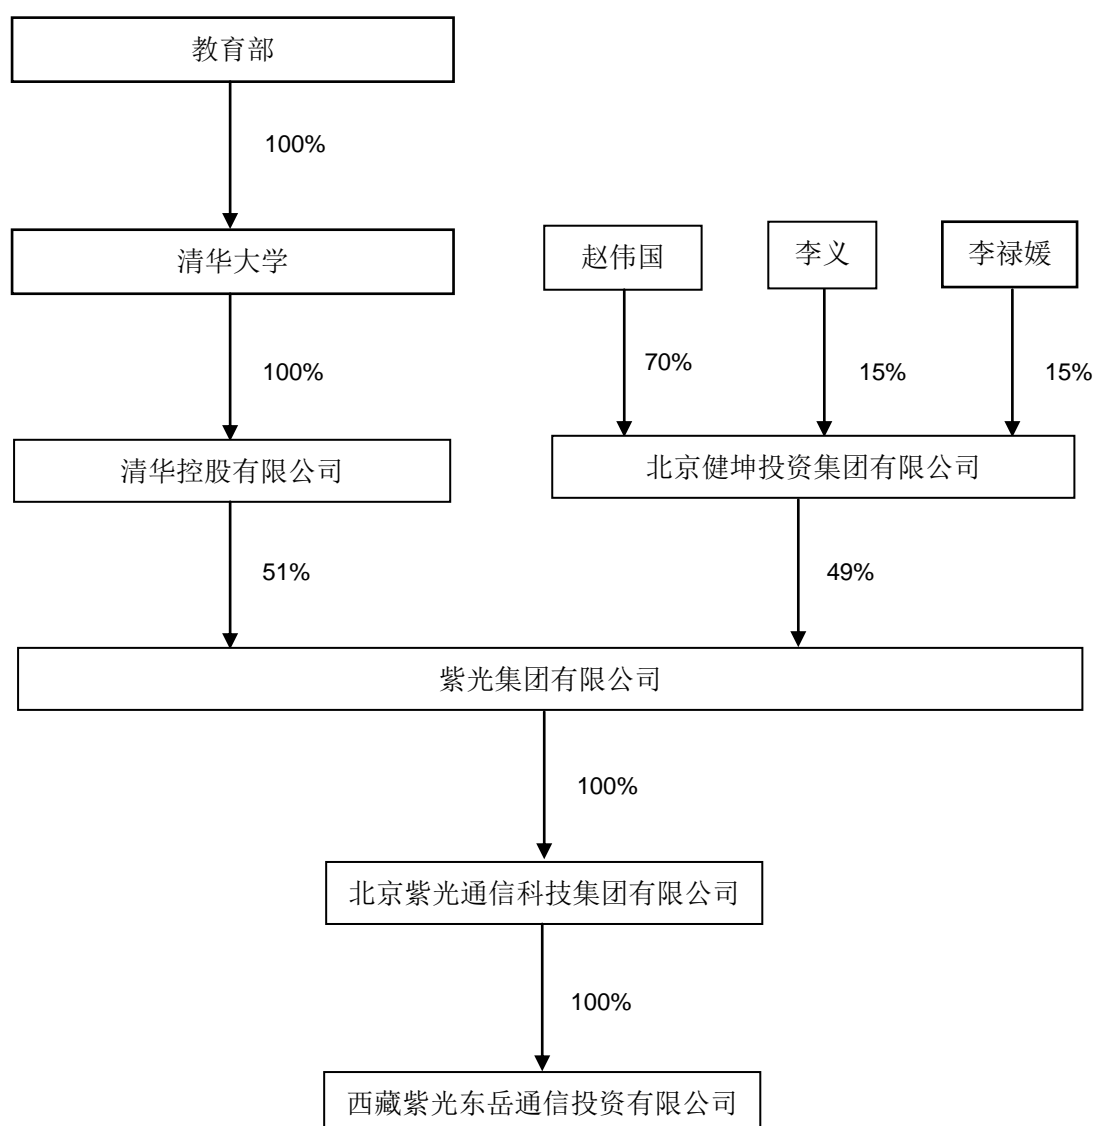 教育部
100%
清华大学
赵伟国
李义
李禄媛
100%
70%
15%
15%
清华控股有限公司
北京健坤投资集团有限公司
51%
49%
紫光集团有限公司
100%
北京紫光通信科技集团有限公司
100%
西藏紫光东岳通信投资有限公司